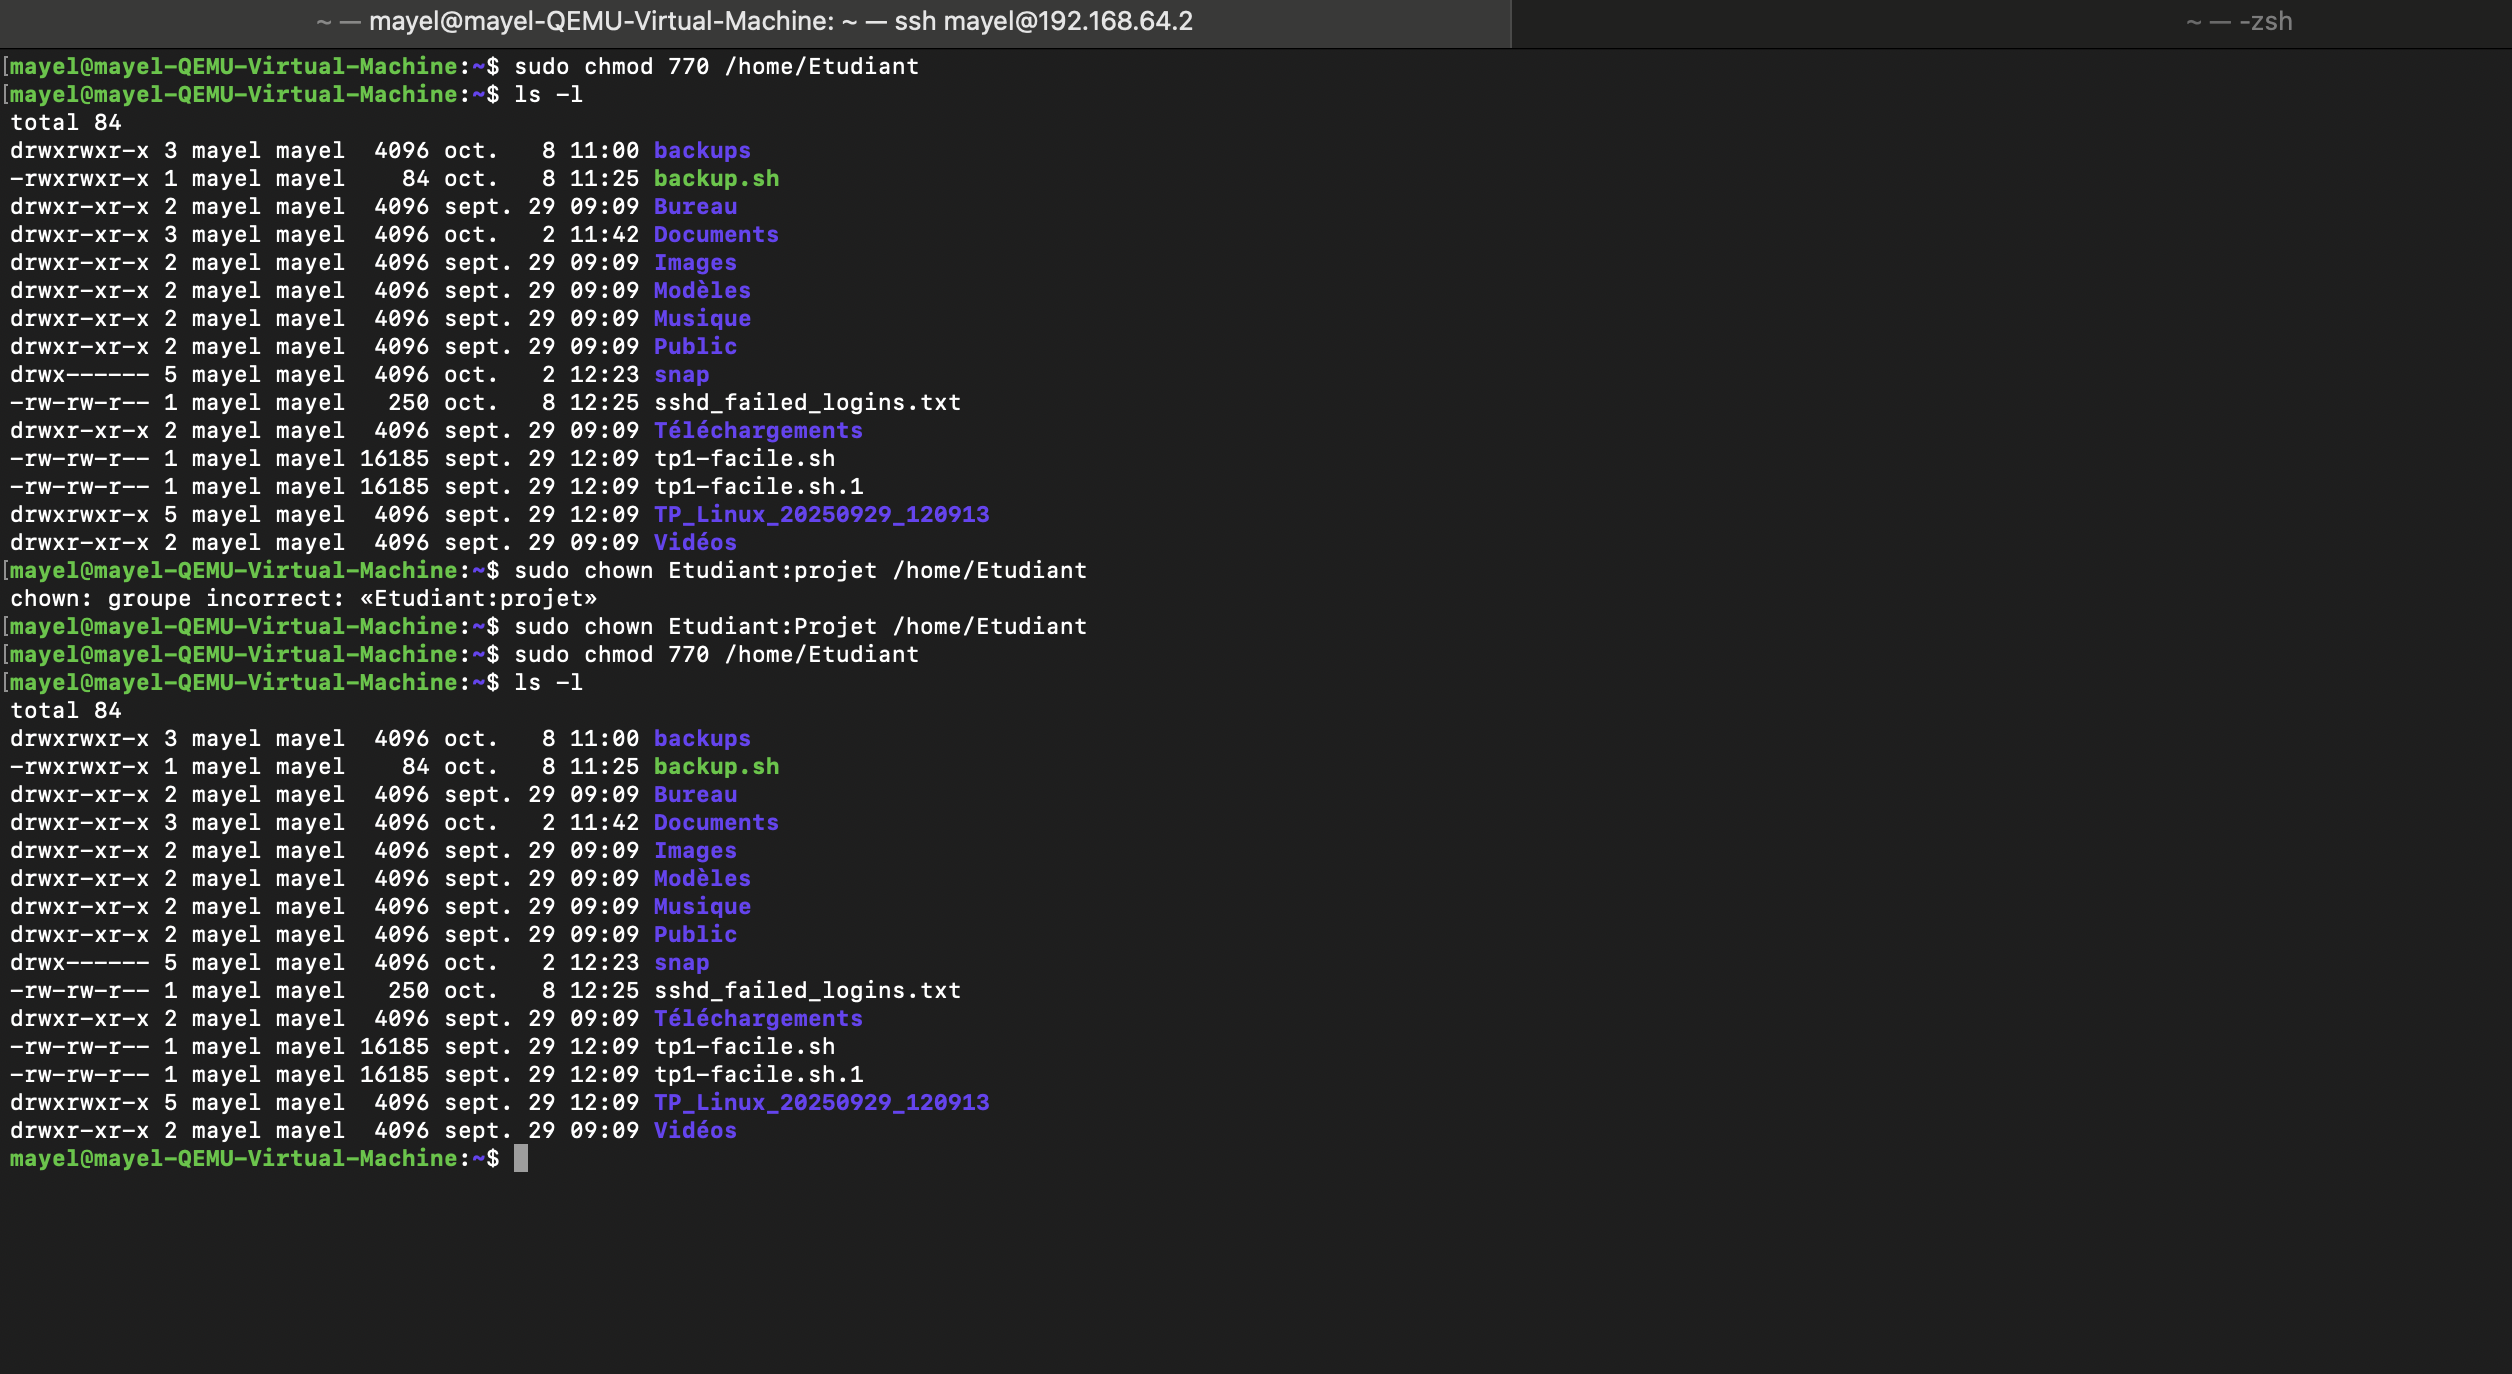 ~ — mayel@mayel-QEMU-Virtual-Machine: ~ — ssh mayel@192.168.64.2
~ — -zsh
[mayel@mayel-QEMU-Virtual-Machine:~$ sudo chmod 770 /home/Etudiant
[mayel@mayel-QEMU-Virtual-Machine:~$ ls -l
total 84
drwxrwxr-x 3 mayel mayel  4096 oct.   8 11:00 backups
-rwxrwxr-x 1 mayel mayel    84 oct.   8 11:25 backup.sh
drwxr-xr-x 2 mayel mayel  4096 sept. 29 09:09 Bureau
drwxr-xr-x 3 mayel mayel  4096 oct.   2 11:42 Documents
drwxr-xr-x 2 mayel mayel  4096 sept. 29 09:09 Images
drwxr-xr-x 2 mayel mayel  4096 sept. 29 09:09 Modèles
drwxr-xr-x 2 mayel mayel  4096 sept. 29 09:09 Musique
drwxr-xr-x 2 mayel mayel  4096 sept. 29 09:09 Public
drwx------ 5 mayel mayel  4096 oct.   2 12:23 snap
-rw-rw-r-- 1 mayel mayel   250 oct.   8 12:25 sshd_failed_logins.txt
drwxr-xr-x 2 mayel mayel  4096 sept. 29 09:09 Téléchargements
-rw-rw-r-- 1 mayel mayel 16185 sept. 29 12:09 tp1-facile.sh
-rw-rw-r-- 1 mayel mayel 16185 sept. 29 12:09 tp1-facile.sh.1
drwxrwxr-x 5 mayel mayel  4096 sept. 29 12:09 TP_Linux_20250929_120913
drwxr-xr-x 2 mayel mayel  4096 sept. 29 09:09 Vidéos
[mayel@mayel-QEMU-Virtual-Machine:~$ sudo chown Etudiant:projet /home/Etudiant
chown: groupe incorrect: «Etudiant:projet»
[mayel@mayel-QEMU-Virtual-Machine:~$ sudo chown Etudiant:Projet /home/Etudiant
[mayel@mayel-QEMU-Virtual-Machine:~$ sudo chmod 770 /home/Etudiant
[mayel@mayel-QEMU-Virtual-Machine:~$ ls -l
total 84
drwxrwxr-x 3 mayel mayel  4096 oct.   8 11:00 backups
-rwxrwxr-x 1 mayel mayel    84 oct.   8 11:25 backup.sh
drwxr-xr-x 2 mayel mayel  4096 sept. 29 09:09 Bureau
drwxr-xr-x 3 mayel mayel  4096 oct.   2 11:42 Documents
drwxr-xr-x 2 mayel mayel  4096 sept. 29 09:09 Images
drwxr-xr-x 2 mayel mayel  4096 sept. 29 09:09 Modèles
drwxr-xr-x 2 mayel mayel  4096 sept. 29 09:09 Musique
drwxr-xr-x 2 mayel mayel  4096 sept. 29 09:09 Public
drwx------ 5 mayel mayel  4096 oct.   2 12:23 snap
-rw-rw-r-- 1 mayel mayel   250 oct.   8 12:25 sshd_failed_logins.txt
drwxr-xr-x 2 mayel mayel  4096 sept. 29 09:09 Téléchargements
-rw-rw-r-- 1 mayel mayel 16185 sept. 29 12:09 tp1-facile.sh
-rw-rw-r-- 1 mayel mayel 16185 sept. 29 12:09 tp1-facile.sh.1
drwxrwxr-x 5 mayel mayel  4096 sept. 29 12:09 TP_Linux_20250929_120913
drwxr-xr-x 2 mayel mayel  4096 sept. 29 09:09 Vidéos
mayel@mayel-QEMU-Virtual-Machine:~$